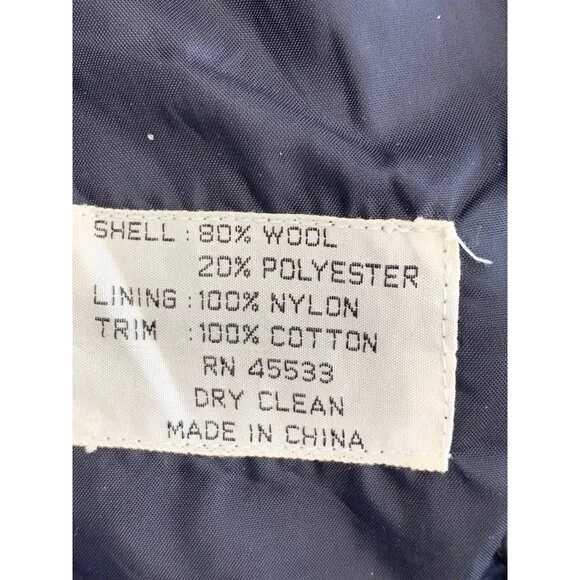 SHELL : 80% WOOL
20% POLYESTER
LINING : 100% NYLON
TRIM : 100% COTTON
RN 45533
DRY CLEAN
MADE IN CHINA